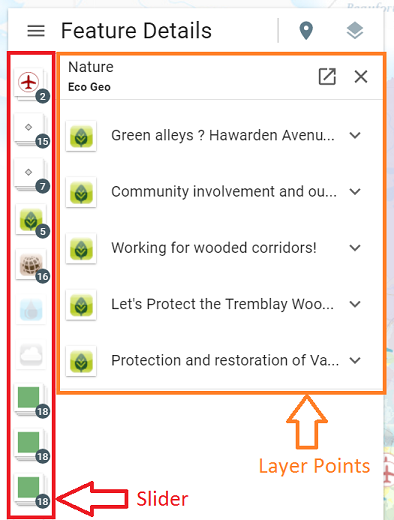 Feature Details
Nature
Eco Geo
2
15
7
5
16
18
18
18
Green alleys ? Hawarden Avenu...
Community involvement and ou...
Working for wooded corridors!
Let's Protect the Tremblay Woo...
Protection and restoration of Va...
Layer Points
Slider